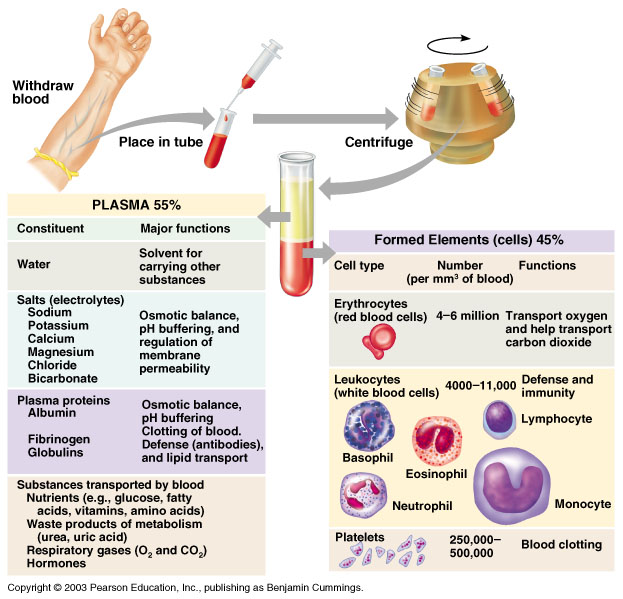 Withdraw
blood
Place in tube
Centrifuge
PLASMA 55%
Constituent Major functions
Water
Solvent for
carrying other
substances
Salts (electrolytes)
Sodium
Potassium
Calcium
Magnesium
Chloride
Bicarbonate
Osmotic balance,
pH buffering, and
regulation of
membrane
permeability
Plasma proteins
Albumin
Fibrinogen
Globulins
Osmotic balance,
pH buffering
Clotting of blood.
Defense (antibodies),
and lipid transport
Substances transported by blood
Nutrients (e.g., glucose, fatty
acids, vitamins, amino acids)
Waste products of metabolism
(urea, uric acid)
Respiratory gases (O₂ and CO₂)
Hormones
Formed Elements (cells) 45%
Cell type Number Functions
(per mm³ of blood)
Erythrocytes
(red blood cells)
4–6 million
Transport oxygen
and help transport
carbon dioxide
Leukocytes
(white blood cells)
4000–11,000
Defense and
immunity
Lymphocyte
Basophil
Eosinophil
Neutrophil
Monocyte
Platelets
250,000–
500,000
Blood clotting
Copyright © 2003 Pearson Education, Inc., publishing as Benjamin Cummings.